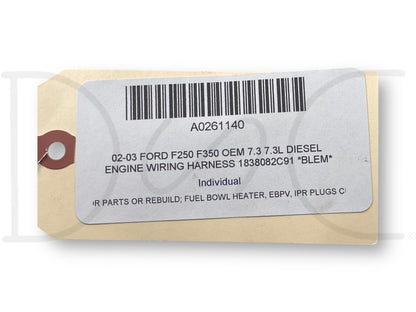 A0261140
02-03 FORD F250 F350 OEM 7.3 7.3L DIESEL
ENGINE WIRING HARNESS 1838082C91 *BLEM*
Individual
OR PARTS OR REBUILD; FUEL BOWL HEATER, EBPV, IPR PLUGS